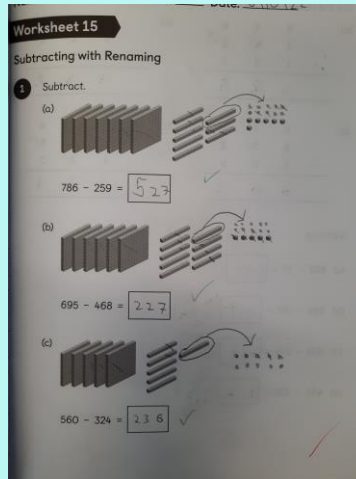 Worksheet 15
Subtracting with Renaming
1 Subtract.
(a)
786 - 259 = 527
(b)
695 - 468 = 227
(c)
560 - 324 = 236